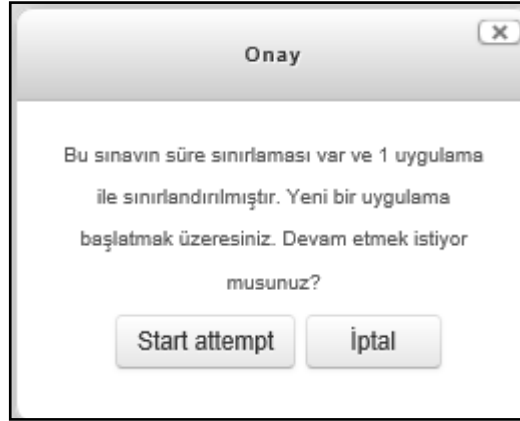 Onay
Bu sınavın süre sınırlaması var ve 1 uygulama
ile sınırlandırılmıştır. Yeni bir uygulama
başlatmak üzeresiniz. Devam etmek istiyor
musunuz?
Start attempt İptal